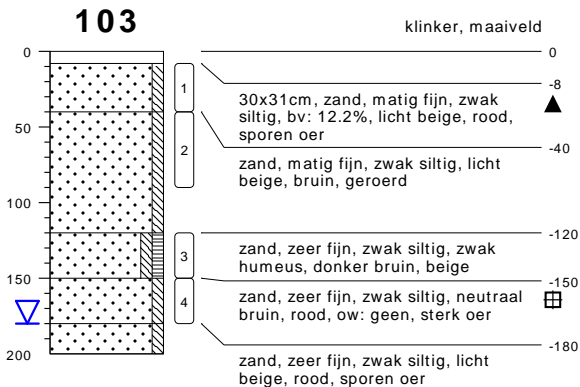 103
klinker, maaiveld
0
0
-8
1
30x31cm, zand, matig fijn, zwak
siltig, bv: 12.2%, licht beige, rood,
sporen oer
50
-40
2
zand, matig fijn, zwak siltig, licht
beige, bruin, geroerd
100
-120
3
zand, zeer fijn, zwak siltig, zwak
humeus, donker bruin, beige
150
-150
4
zand, zeer fijn, zwak siltig, neutraal
bruin, rood, ow: geen, sterk oer
-180
200
zand, zeer fijn, zwak siltig, licht
beige, rood, sporen oer